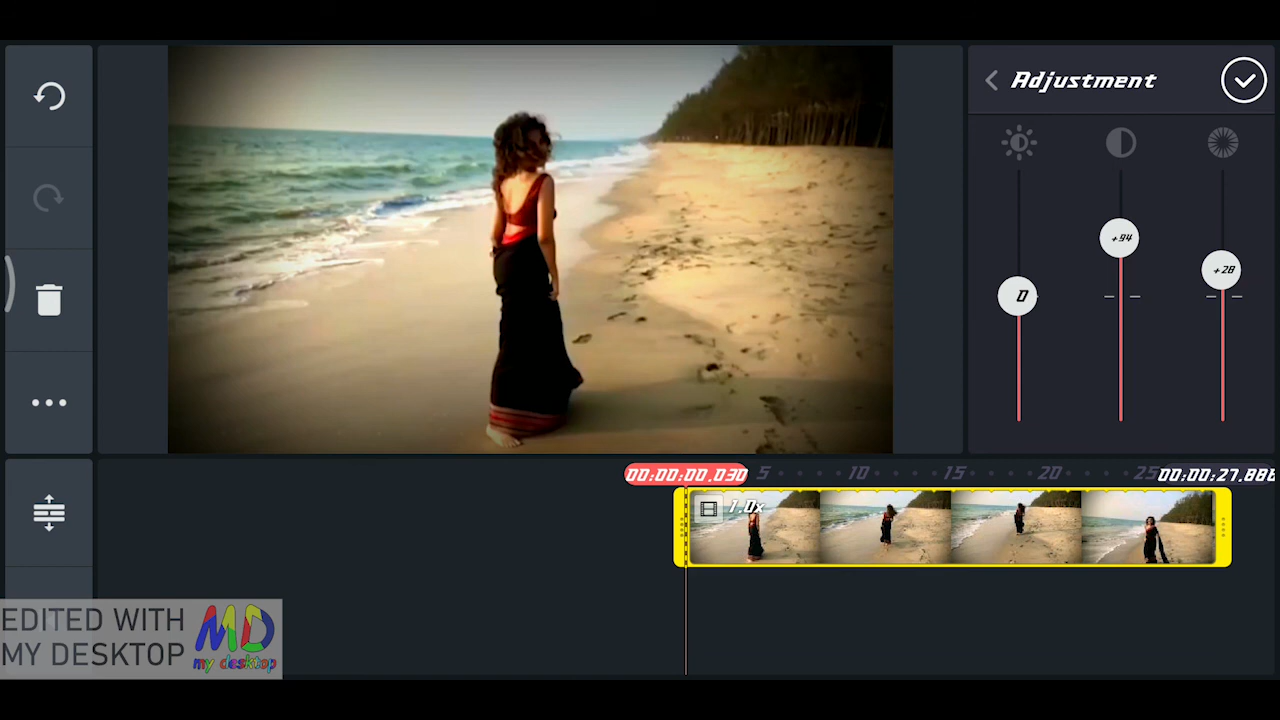 Adjustment
+94
+28
0
00:00:00.030 5 10 15 20 25 00:00:27.888
1.0x
EDITED WITH
MY DESKTOP
MD
my desktop